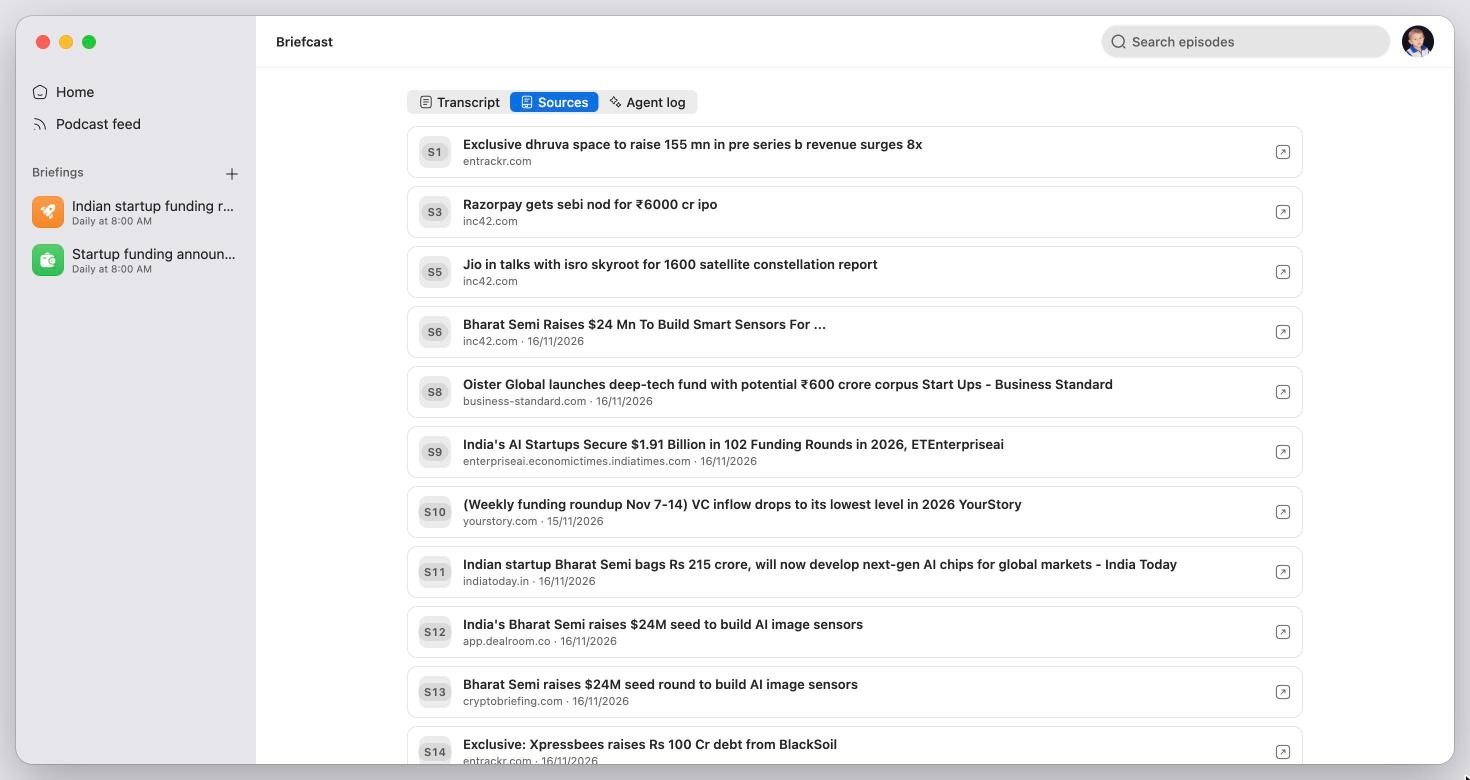 Briefcast
Search episodes
Home
Podcast feed
Briefings
Indian startup funding r...
Daily at 8:00 AM
Startup funding announ...
Daily at 8:00 AM
Transcript
Sources
Agent log
S1
Exclusive dhruva space to raise 155 mn in pre series b revenue surges 8x
entrackr.com
S3
Razorpay gets sebi nod for ₹6000 cr ipo
inc42.com
S5
Jio in talks with isro skyroot for 1600 satellite constellation report
inc42.com
S6
Bharat Semi Raises $24 Mn To Build Smart Sensors For ...
inc42.com · 16/11/2026
S8
Oister Global launches deep-tech fund with potential ₹600 crore corpus Start Ups - Business Standard
business-standard.com · 16/11/2026
S9
India's AI Startups Secure $1.91 Billion in 102 Funding Rounds in 2026, ETEnterpriseai
enterpriseai.economictimes.indiatimes.com · 16/11/2026
S10
(Weekly funding roundup Nov 7-14) VC inflow drops to its lowest level in 2026 YourStory
yourstory.com · 15/11/2026
S11
Indian startup Bharat Semi bags Rs 215 crore, will now develop next-gen AI chips for global markets - India Today
indiatoday.in · 16/11/2026
S12
India's Bharat Semi raises $24M seed to build AI image sensors
app.dealroom.co · 16/11/2026
S13
Bharat Semi raises $24M seed round to build AI image sensors
cryptobriefing.com · 16/11/2026
S14
Exclusive: Xpressbees raises Rs 100 Cr debt from BlackSoil
entrackr.com · 16/11/2026